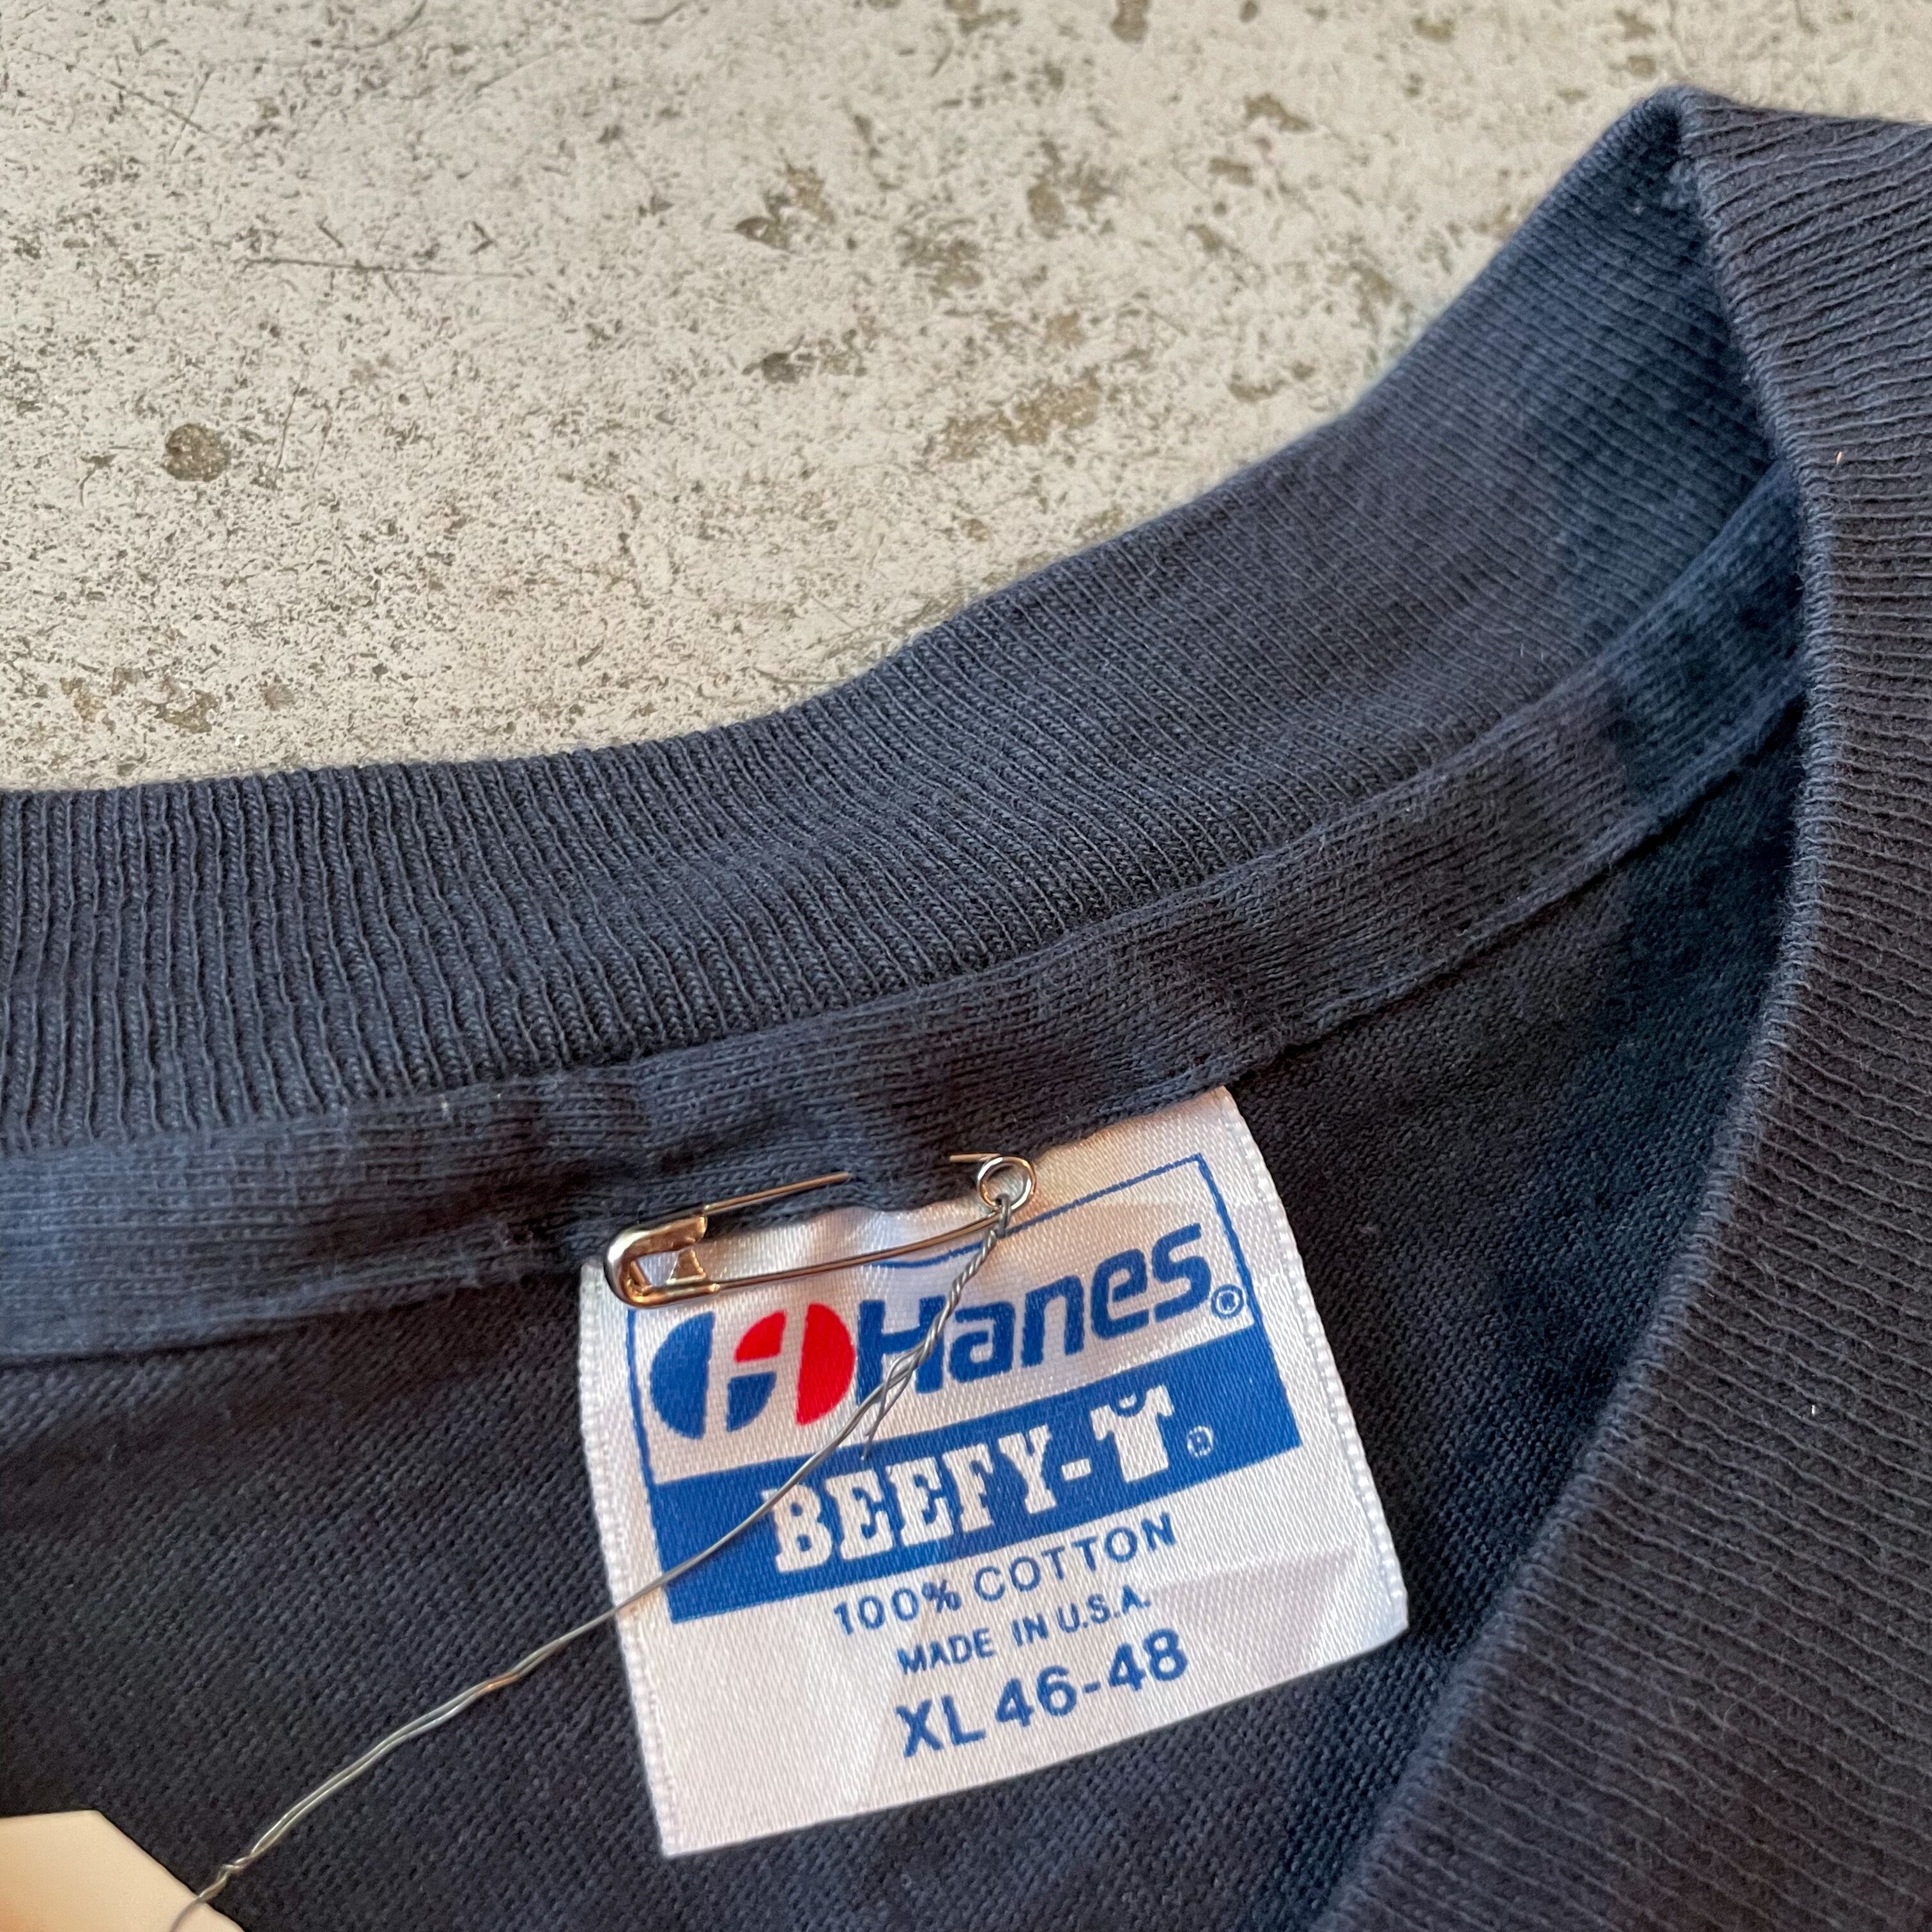 Hanes®
BEEFY-T®
100% COTTON
MADE IN U.S.A.
XL 46-48